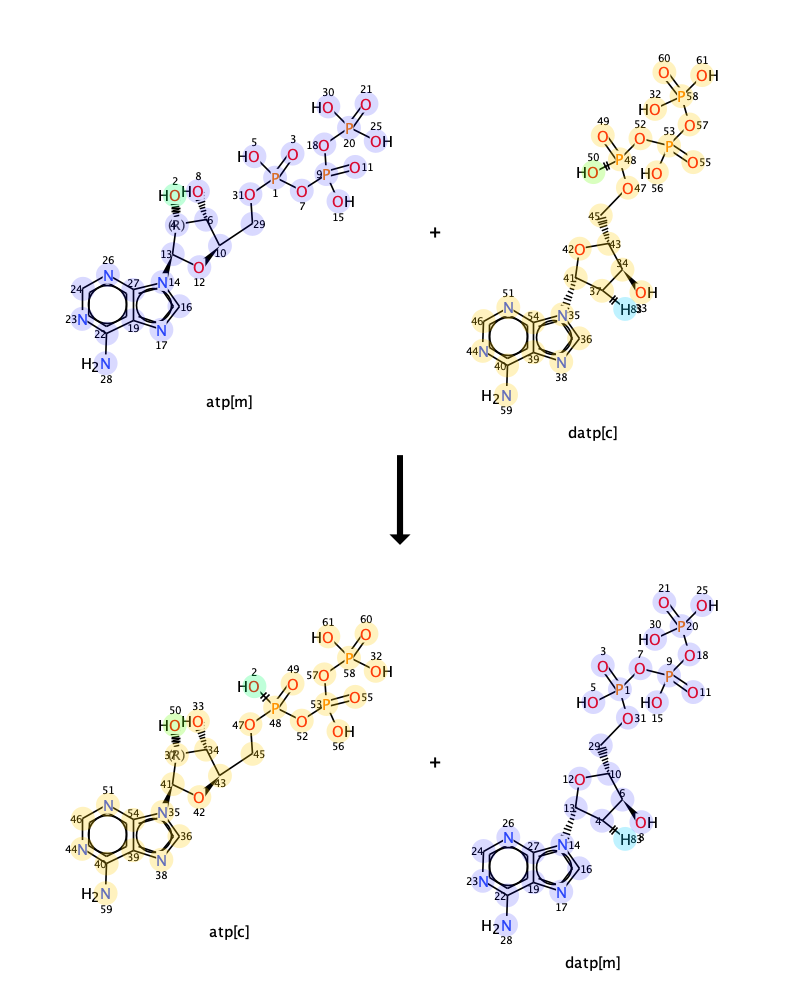 30
21
HO
O
P
25
OH
20
18
O
5
3
HO
O
P
1
9
P
O
11
O
7
OH
15
31
O
29
2
8
HO
HO
(R)
4
6
10
13
O
12
26
N
24
27
N
14
16
23
N
19
N
17
22
H2N
28
atp[m]
+
60
61
O
OH
P
58
32
HO
O
57
49
52
53
O
O
P
50
P
48
O
55
HO
HO
56
O
47
45
42
O
43
34
41
37
OH
33
H
83
51
N
46
54
N
35
36
44
N
39
N
38
40
H2N
59
datp[c]
61
60
HO
O
P
32
OH
58
57
O
2
49
HO
O
P
48
53
P
O
55
O
52
OH
56
47
O
45
50
33
HO
HO
(R)
37
34
43
41
O
42
51
N
46
54
N
35
36
44
N
39
N
38
40
H2N
59
atp[c]
+
21
25
O
OH
P
20
30
HO
O
18
3
7
9
O
O
P
5
P
1
O
11
HO
HO
15
O
31
29
12
O
10
6
13
4
OH
8
H
83
26
N
24
27
N
14
16
23
N
19
N
17
22
H2N
28
datp[m]